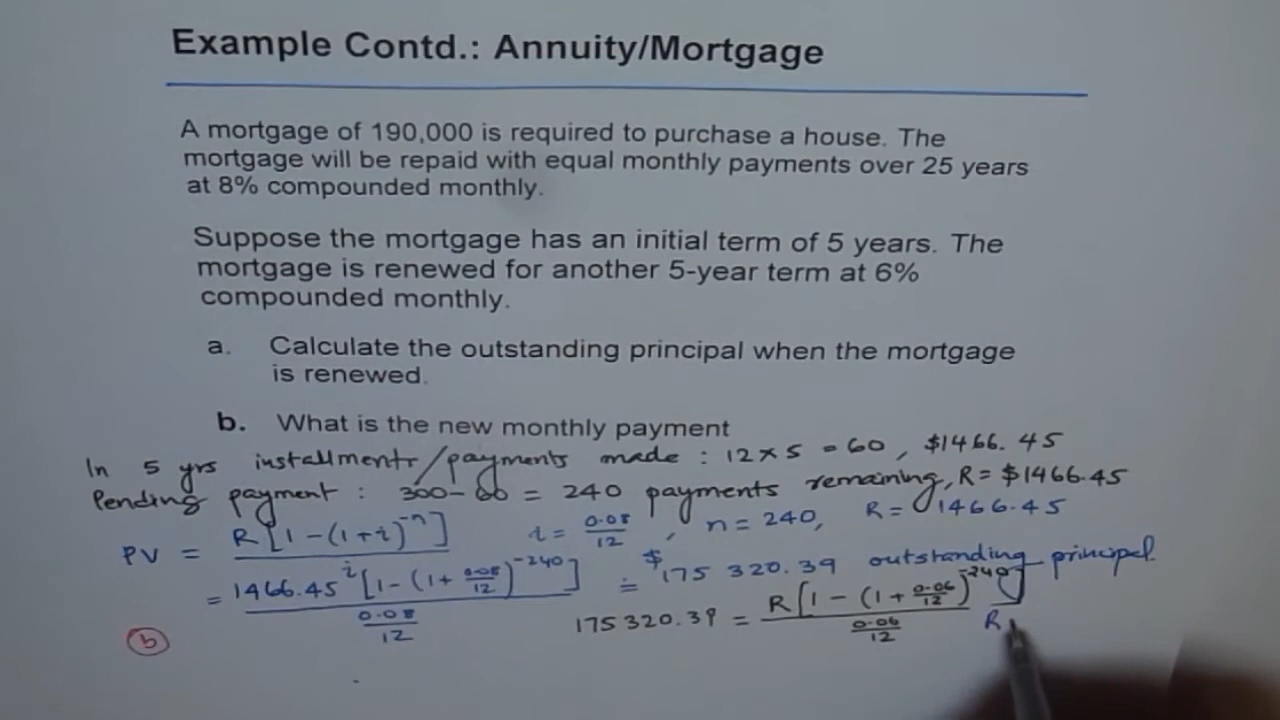 Example Contd.: Annuity/Mortgage
A mortgage of 190,000 is required to purchase a house. The
mortgage will be repaid with equal monthly payments over 25 years
at 8% compounded monthly.
Suppose the mortgage has an initial term of 5 years. The
mortgage is renewed for another 5-year term at 6%
compounded monthly.
a. Calculate the outstanding principal when the mortgage
is renewed.
b. What is the new monthly payment
In 5 yrs installments/payments made : 12 × 5 = 60 , $1466.45
Pending payment : 300 - 60 = 240 payments remaining, R = $1466.45
PV = R[1-(1+i)^-n] / i   i = 0.08/12 , n = 240, R = 1466.45
= 1466.45[1-(1+0.08/12)^-240] / (0.08/12) ≐ $175 320.39 outstanding principal
(b) 175320.39 = R[1-(1+0.06/12)^-240] / (0.06/12)
R